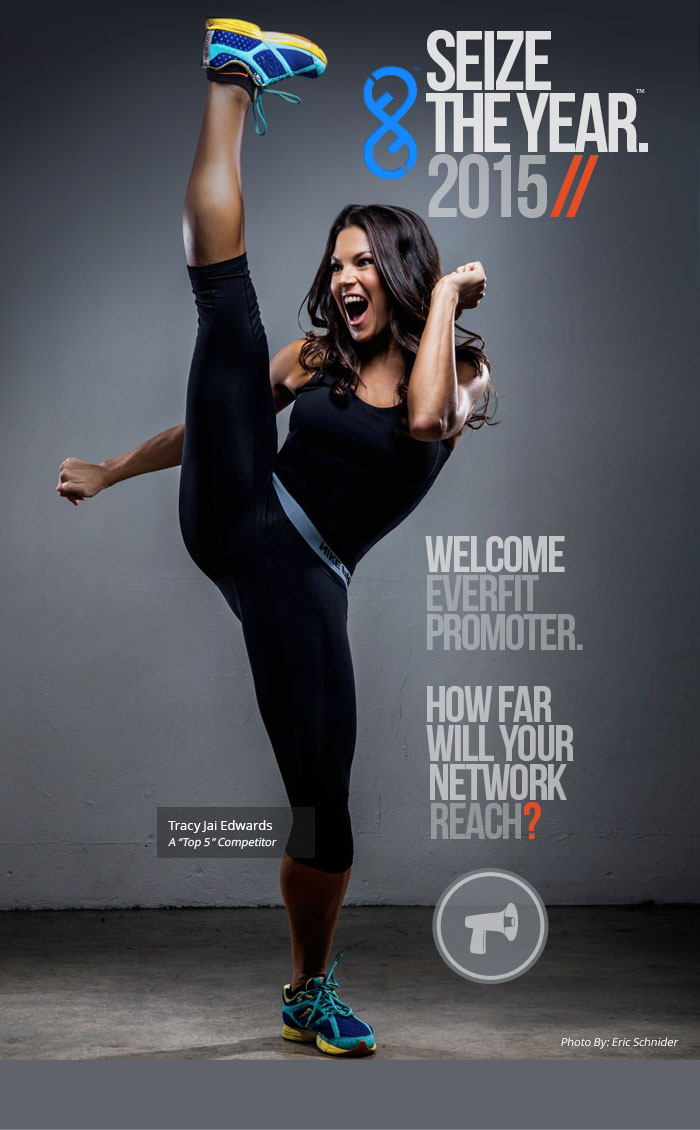 SEIZE
THE YEAR.™
2015//
WELCOME
EVERFIT
PROMOTER.
HOW FAR
WILL YOUR
NETWORK
REACH?
Tracy Jai Edwards
A “Top 5” Competitor
Photo By: Eric Schnider